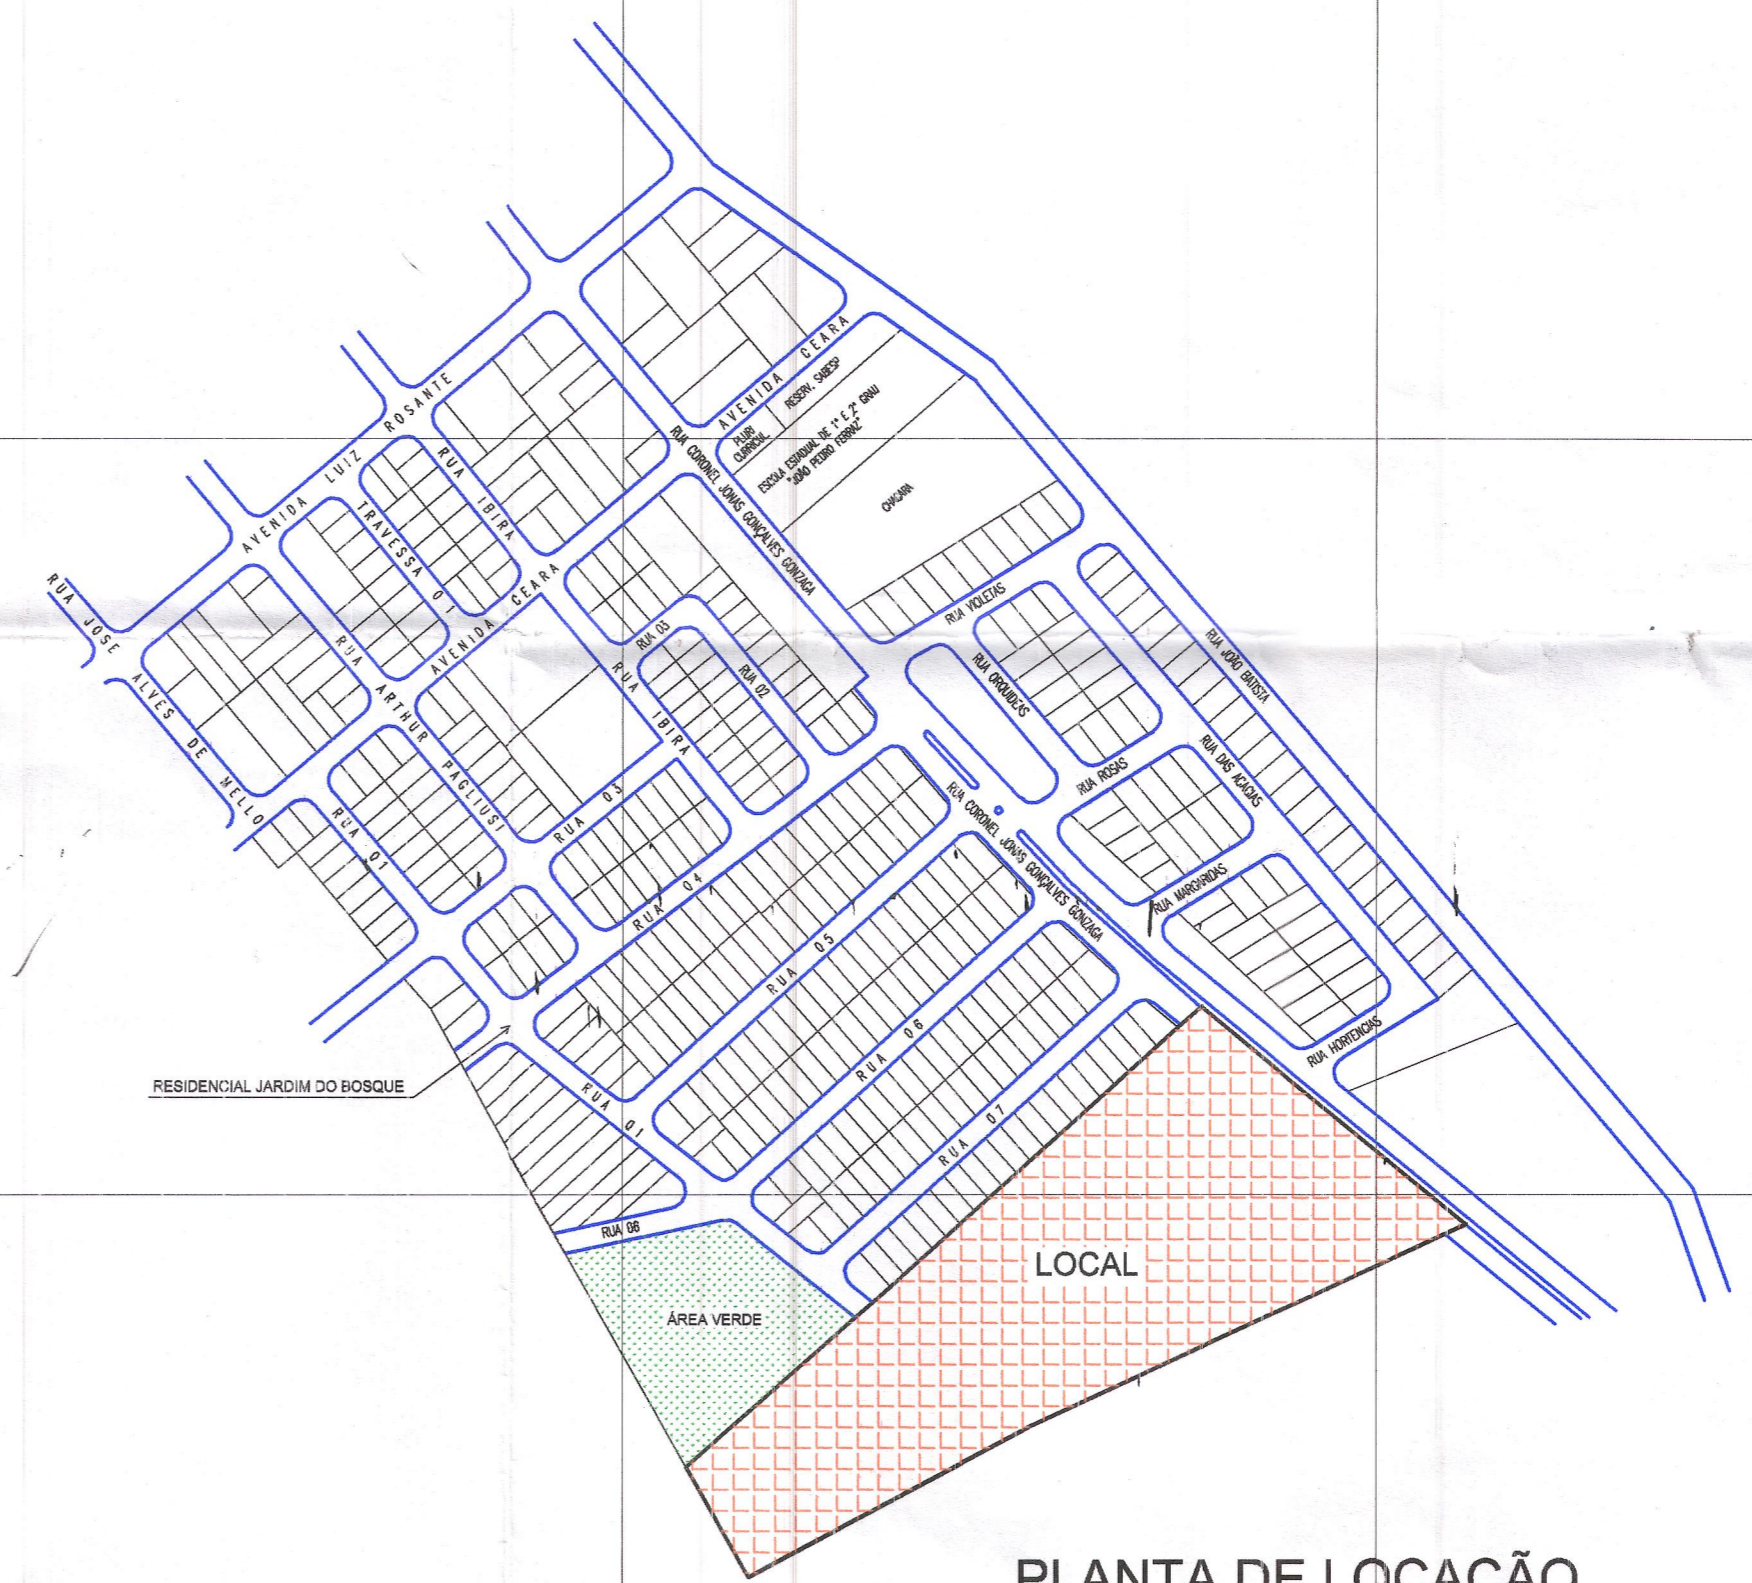 AVENIDA CEARA
RESERV. SABESP
PLURI
CURRICUL.
ESCOLA ESTADUAL DE 1° E 2° GRAU
"JOÃO PEDRO FERRAZ"
CHACARA
AVENIDA LUIZ ROSANTE
RUA IBIRA
TRAVESSA 01
RUA CORONEL JONAS GONÇALVES GONZAGA
AVENIDA CEARA
RUA JOSE ALVES DE MELLO
RUA ARTHUR PAGLIUSI
RUA VIOLETAS
RUA 03
RUA 02
RUA IBIRA
RUA ORQUIDEAS
RUA JOÃO BATISTA
RUA ROSAS
RUA DAS ACACIAS
RUA 03
RUA 01
RUA CORONEL JONAS GONÇALVES GONZAGA
RUA 04
RUA MARGARIDAS
RUA 05
RUA 06
RUA HORTENCIAS
RESIDENCIAL JARDIM DO BOSQUE
RUA 01
RUA 07
RUA 06
LOCAL
ÁREA VERDE
PLANTA DE LOCAÇÃO